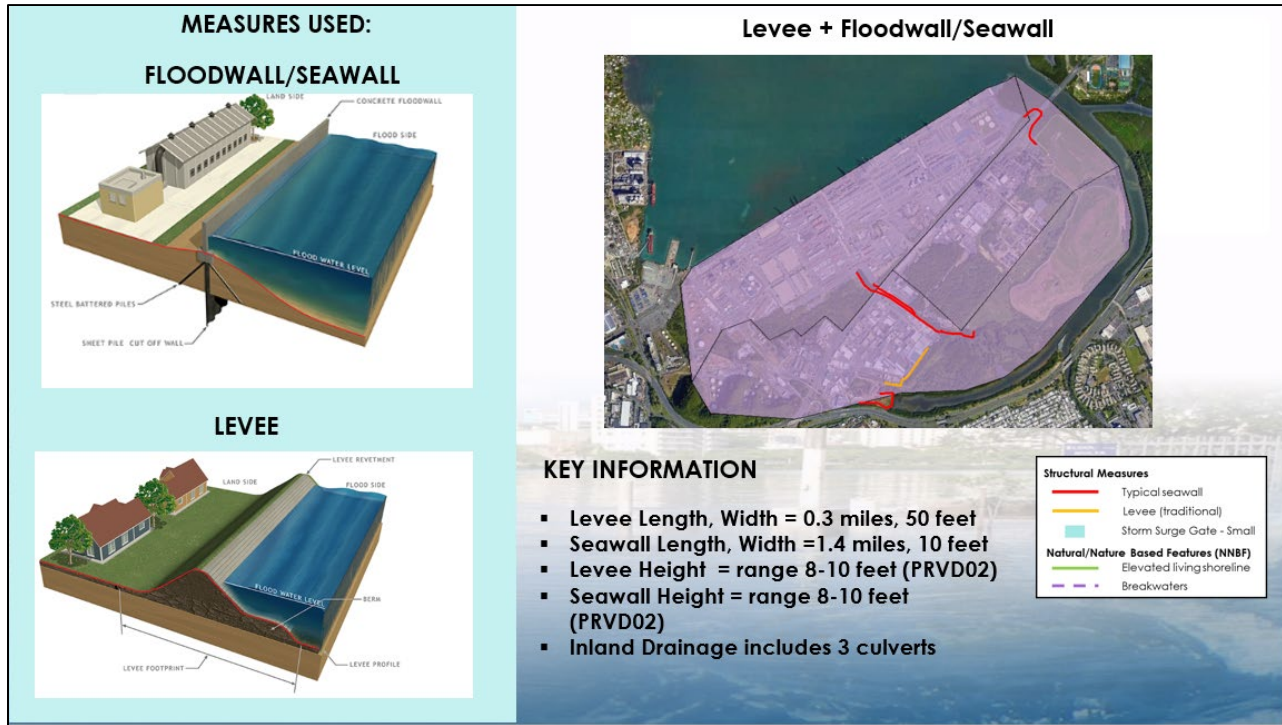 MEASURES USED:
FLOODWALL/SEAWALL
LAND SIDE
CONCRETE FLOODWALL
FLOOD SIDE
FLOOD WATER LEVEL
STEEL BATTERED PILES
SHEET PILE CUT OFF WALL
LEVEE
LEVEE REVETMENT
LAND SIDE
FLOOD SIDE
FLOOD WATER LEVEL
BERM
LEVEE FOOTPRINT
LEVEE PROFILE
Levee + Floodwall/Seawall
KEY INFORMATION
▪ Levee Length, Width = 0.3 miles, 50 feet
▪ Seawall Length, Width =1.4 miles, 10 feet
▪ Levee Height = range 8-10 feet (PRVD02)
▪ Seawall Height = range 8-10 feet
(PRVD02)
▪ Inland Drainage includes 3 culverts
Structural Measures
Typical seawall
Levee (traditional)
Storm Surge Gate - Small
Natural/Nature Based Features (NNBF)
Elevated living shoreline
Breakwaters